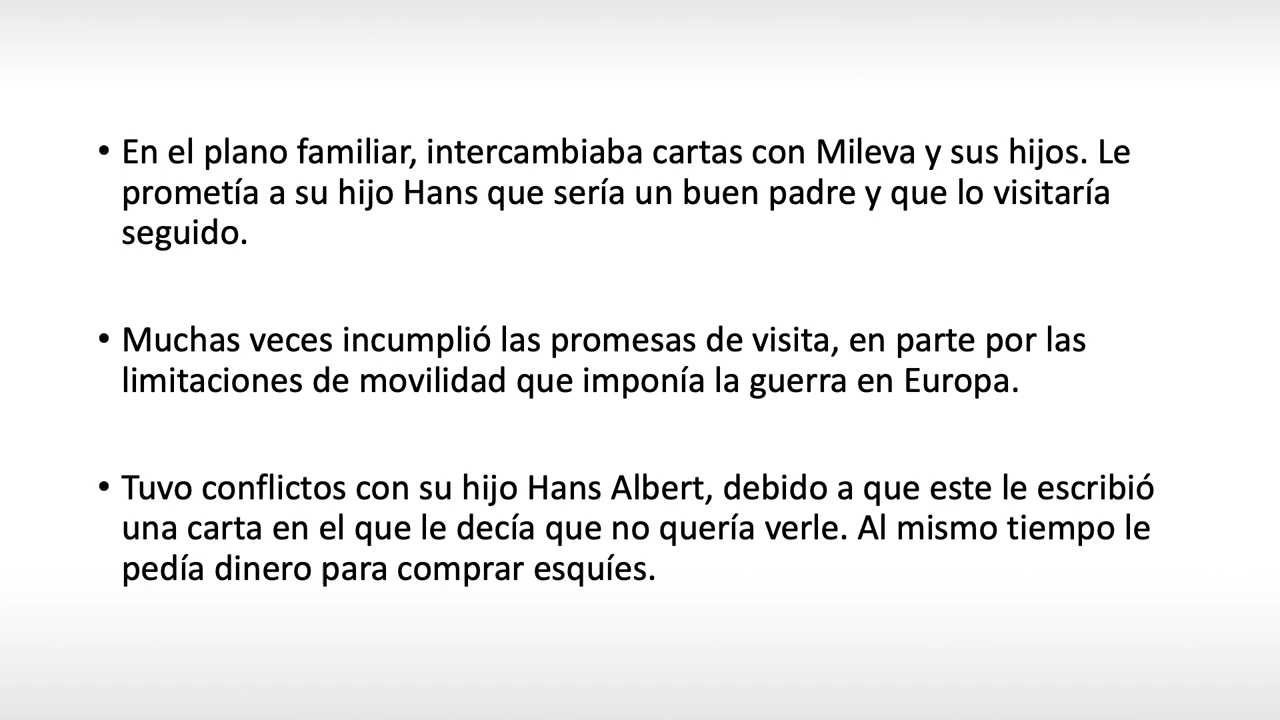 • En el plano familiar, intercambiaba cartas con Mileva y sus hijos. Le
prometía a su hijo Hans que sería un buen padre y que lo visitaría
seguido.
• Muchas veces incumplió las promesas de visita, en parte por las
limitaciones de movilidad que imponía la guerra en Europa.
• Tuvo conflictos con su hijo Hans Albert, debido a que este le escribió
una carta en el que le decía que no quería verle. Al mismo tiempo le
pedía dinero para comprar esquíes.